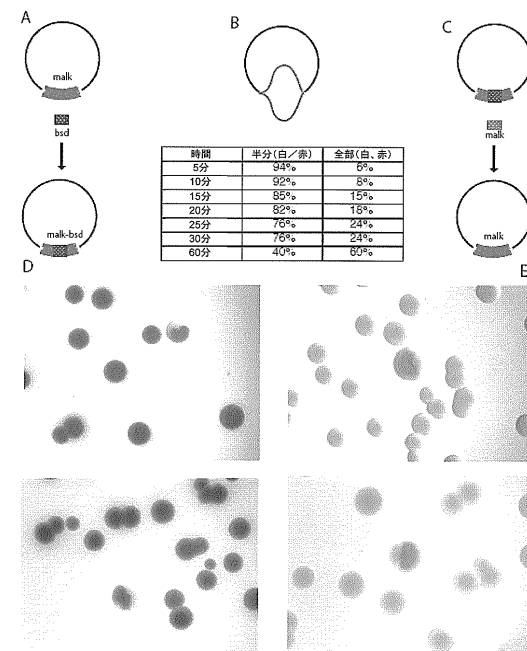 A
B
C
malk
bsd
malk-bsd
malk
malk
時間 半分(白/赤) 全部(白、赤)
5分 94% 6%
10分 92% 8%
15分 85% 15%
20分 82% 18%
25分 76% 24%
30分 76% 24%
60分 40% 60%
D
E